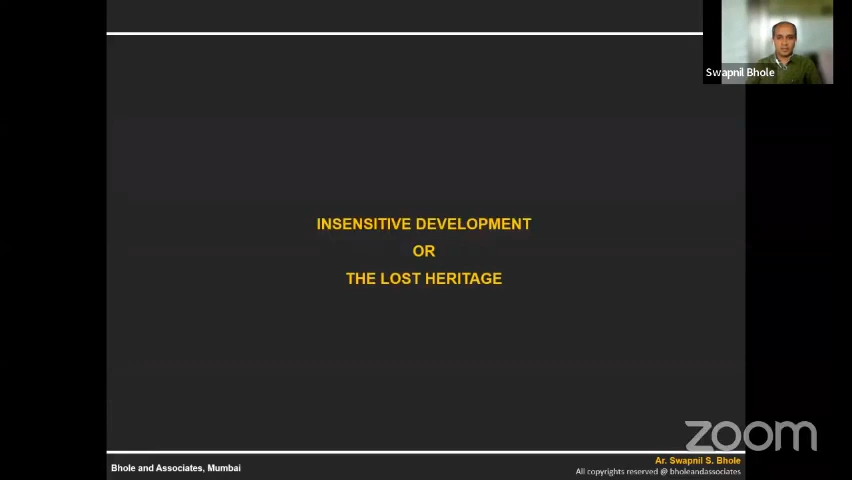 Swapnil Bhole
INSENSITIVE DEVELOPMENT
OR
THE LOST HERITAGE
zoom
Bhole and Associates, Mumbai
Ar. Swapnil S. Bhole
All copyrights reserved @ bholeandassociates